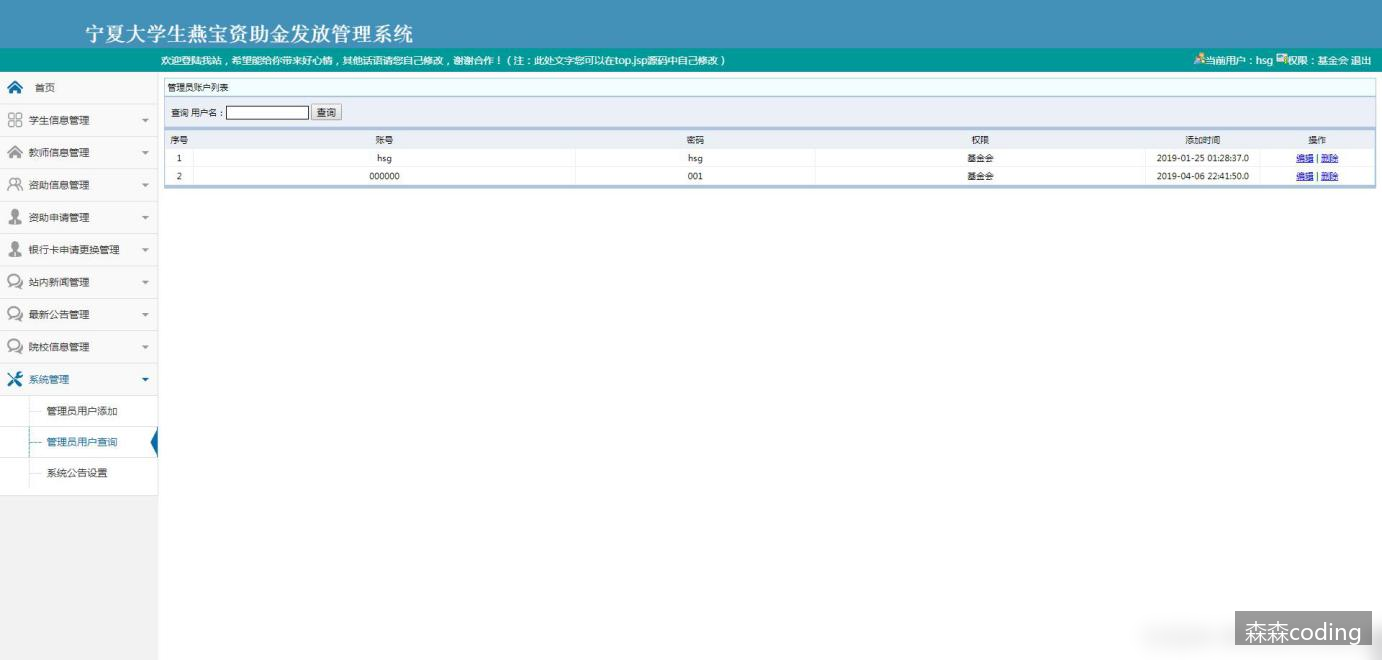 宁夏大学生燕宝资助金发放管理系统
欢迎登陆我站，希望能给你带来好心情，其他话语请您自己修改，谢谢合作！（注：此处文字您可以在top.jsp源码中自己修改） 当前用户：hsg 权限：基金会 退出
首页
学生信息管理
教师信息管理
资助信息管理
资助申请管理
银行卡申请更换管理
站内新闻管理
最新公告管理
院校信息管理
系统管理
管理员用户添加
管理员用户查询
系统公告设置
管理员账户列表
查询 用户名： 查询
序号 账号 密码 权限 添加时间 操作
1 hsg hsg 基金会 2019-01-25 01:28:37.0 编辑 | 删除
2 000000 001 基金会 2019-04-06 22:41:50.0 编辑 | 删除
森森coding